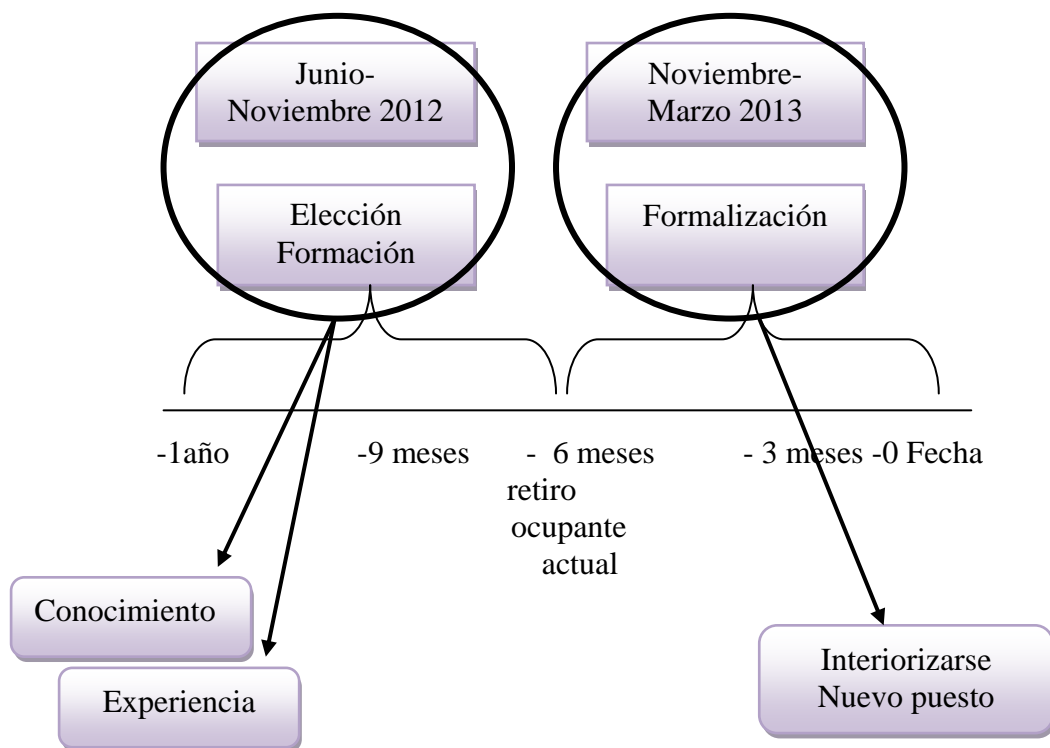 Junio-
Noviembre 2012
Noviembre-
Marzo 2013
Elección
Formación
Formalización
-1año
-9 meses
- 6 meses
- 3 meses
-0 Fecha
retiro
ocupante
actual
Conocimiento
Experiencia
Interiorizarse
Nuevo puesto